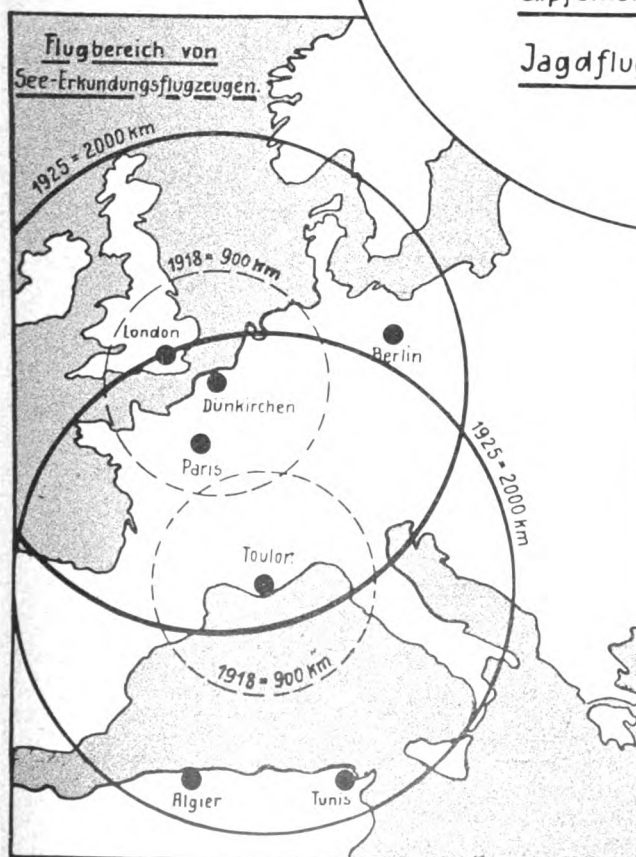 Jagdflug
Flugbereich von
See-Erkundungsflugzeugen.
1925 = 2000 km
1918 = 900 km
London
Berlin
Dünkirchen
Paris
1925 = 2000 km
Toulon
1918 = 900 km
Algier
Tunis